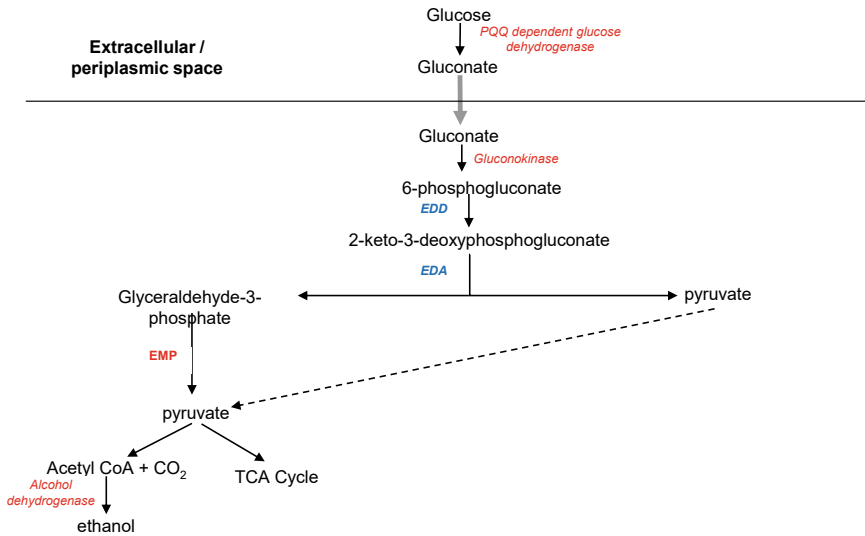 Glucose
PQQ dependent glucose
dehydrogenase
Extracellular /
periplasmic space
Gluconate
Gluconate
Gluconokinase
6-phosphogluconate
EDD
2-keto-3-deoxyphosphogluconate
EDA
Glyceraldehyde-3-
phosphate
pyruvate
EMP
pyruvate
Acetyl CoA + CO₂
TCA Cycle
Alcohol
dehydrogenase
ethanol